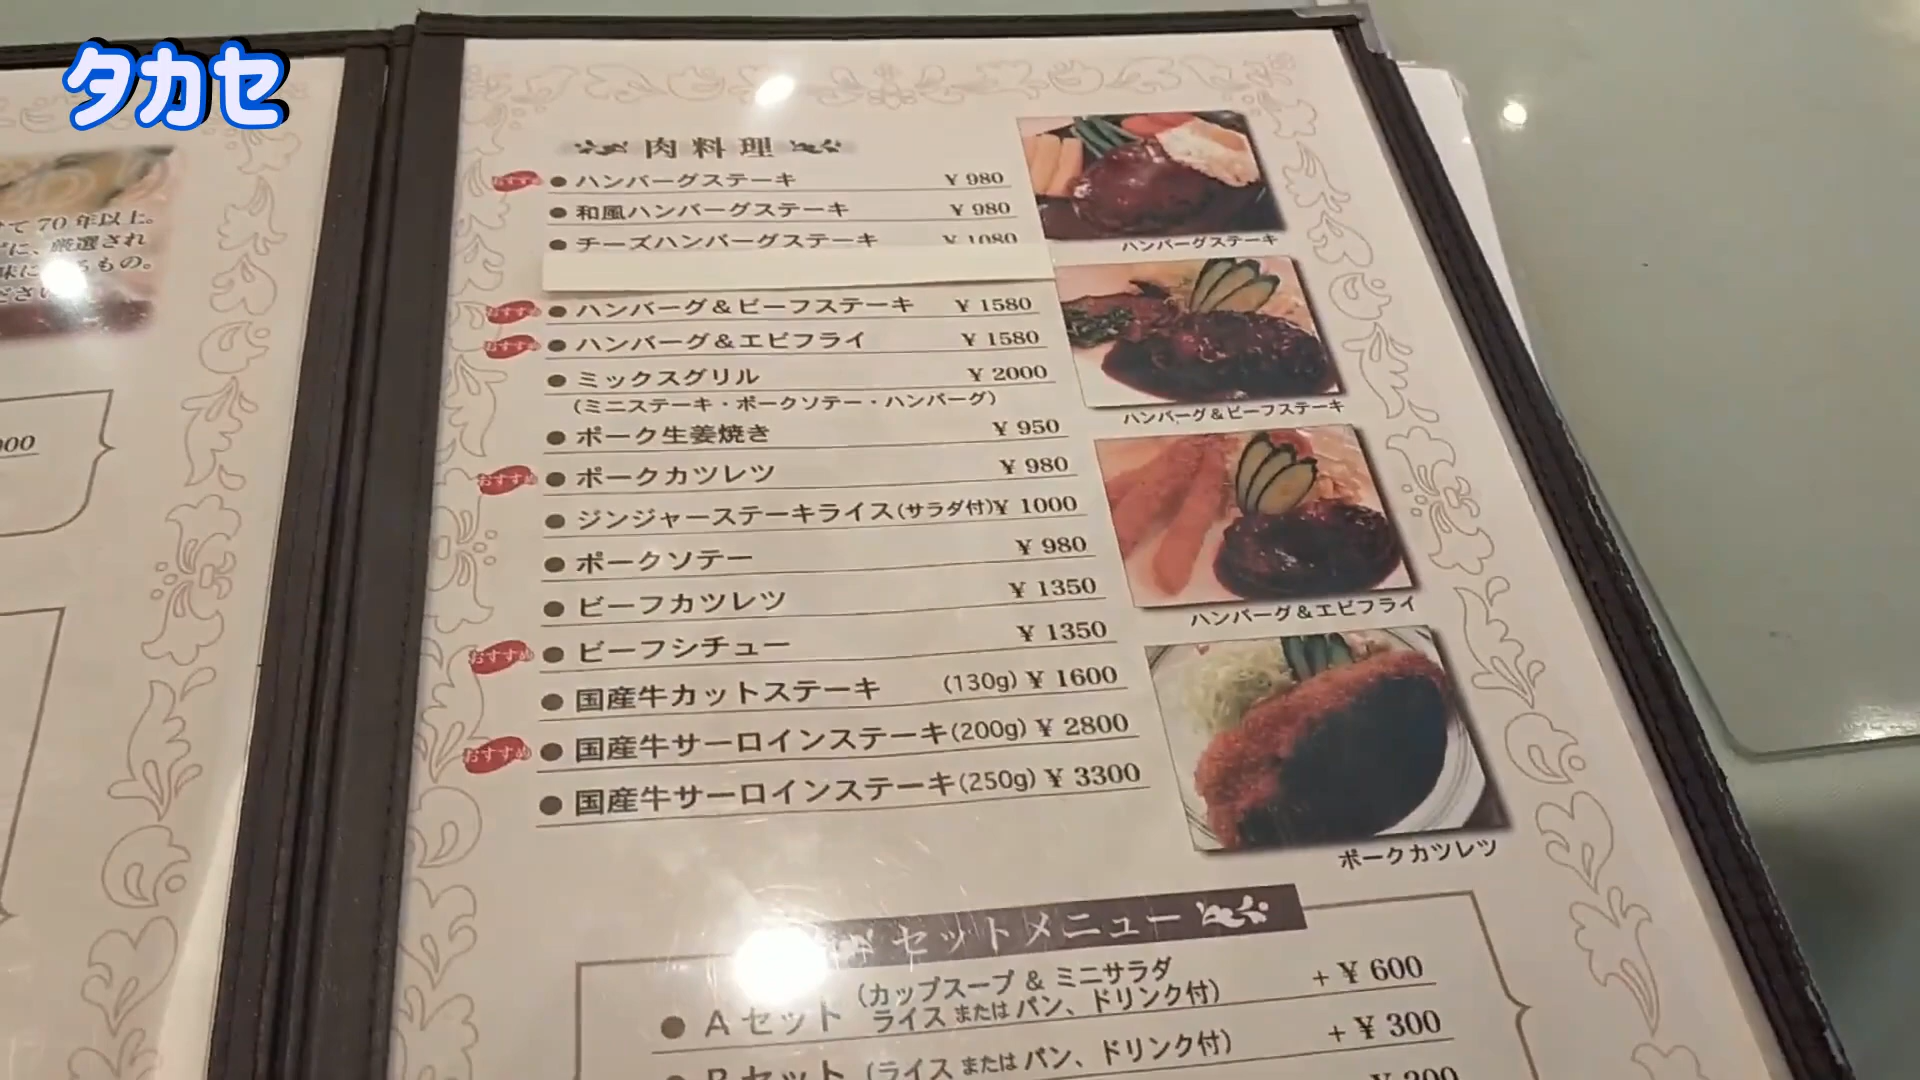 タカセ
70年以上。
に、厳選され
もの。
肉料理
おすすめ ●ハンバーグステーキ ¥980
●和風ハンバーグステーキ ¥980
●チーズハンバーグステーキ ¥1080
おすすめ ●ハンバーグ&ビーフステーキ ¥1580
おすすめ ●ハンバーグ&エビフライ ¥1580
●ミックスグリル ¥2000
(ミニステーキ・ポークソテー・ハンバーグ)
●ポーク生姜焼き ¥950
おすすめ ●ポークカツレツ ¥980
●ジンジャーステーキライス(サラダ付)¥1000
●ポークソテー ¥980
●ビーフカツレツ ¥1350
おすすめ ●ビーフシチュー ¥1350
●国産牛カットステーキ (130g)¥1600
おすすめ ●国産牛サーロインステーキ(200g)¥2800
●国産牛サーロインステーキ(250g)¥3300
ハンバーグステーキ
ハンバーグ&ビーフステーキ
ハンバーグ&エビフライ
ポークカツレツ
セットメニュー
●Aセット (カップスープ & ミニサラダ +¥600
ライス または パン、ドリンク付)
●Bセット (ライス または パン、ドリンク付) +¥300